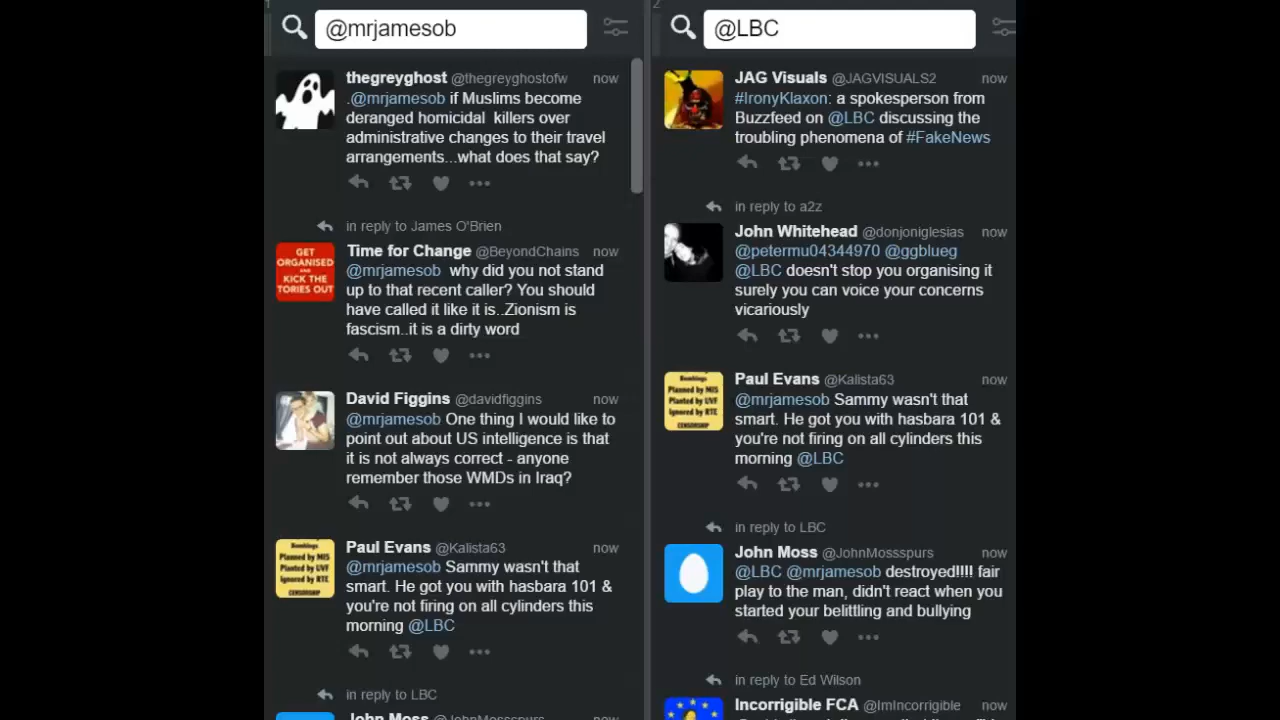 1
@mrjamesob
thegreyghost @thegreyghostofw now
.@mrjamesob if Muslims become
deranged homicidal killers over
administrative changes to their travel
arrangements...what does that say?
in reply to James O'Brien
GET
ORGANISED
AND
KICK THE
TORIES OUT
Time for Change @BeyondChains now
@mrjamesob why did you not stand
up to that recent caller? You should
have called it like it is..Zionism is
fascism..it is a dirty word
David Figgins @davidfiggins now
@mrjamesob One thing I would like to
point out about US intelligence is that
it is not always correct - anyone
remember those WMDs in Iraq?
Bombings
Planned by MI5
Planted by UVF
Ignored by RTE
CENSORSHIP
Paul Evans @Kalista63 now
@mrjamesob Sammy wasn't that
smart. He got you with hasbara 101 &
you're not firing on all cylinders this
morning @LBC
in reply to LBC
John Moss @JohnMossspurs now
2
@LBC
JAG Visuals @JAGVISUALS2 now
#IronyKlaxon: a spokesperson from
Buzzfeed on @LBC discussing the
troubling phenomena of #FakeNews
in reply to a2z
John Whitehead @donjoniglesias now
@petermu04344970 @ggblueg
@LBC doesn't stop you organising it
surely you can voice your concerns
vicariously
Bombings
Planned by MI5
Planted by UVF
Ignored by RTE
CENSORSHIP
Paul Evans @Kalista63 now
@mrjamesob Sammy wasn't that
smart. He got you with hasbara 101 &
you're not firing on all cylinders this
morning @LBC
in reply to LBC
John Moss @JohnMossspurs now
@LBC @mrjamesob destroyed!!!! fair
play to the man, didn't react when you
started your belittling and bullying
in reply to Ed Wilson
Incorrigible FCA @ImIncorrigible now